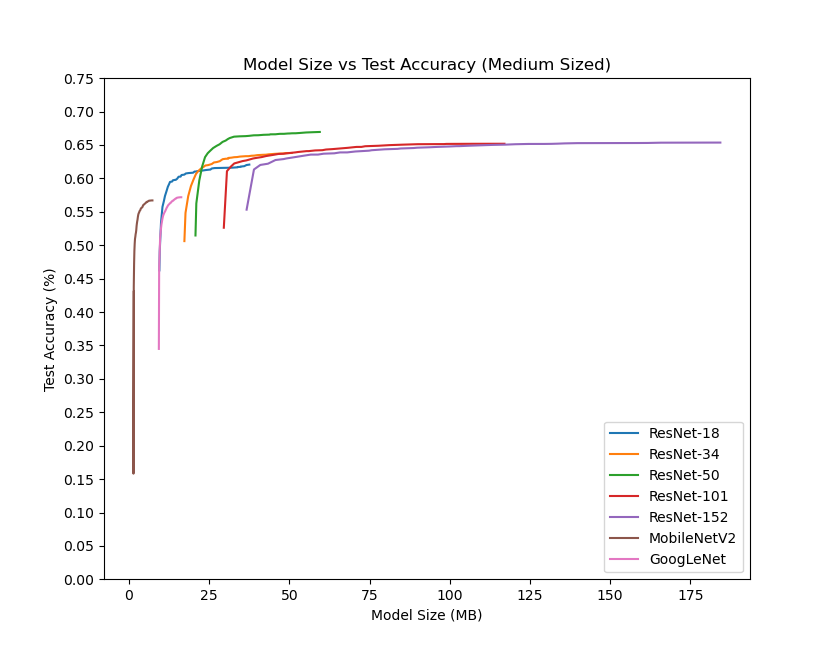 Model Size vs Test Accuracy (Medium Sized)
Test Accuracy (%)
0.75
0.70
0.65
0.60
0.55
0.50
0.45
0.40
0.35
0.30
0.25
0.20
0.15
0.10
0.05
0.00
ResNet-18
ResNet-34
ResNet-50
ResNet-101
ResNet-152
MobileNetV2
GoogLeNet
0 25 50 75 100 125 150 175
Model Size (MB)